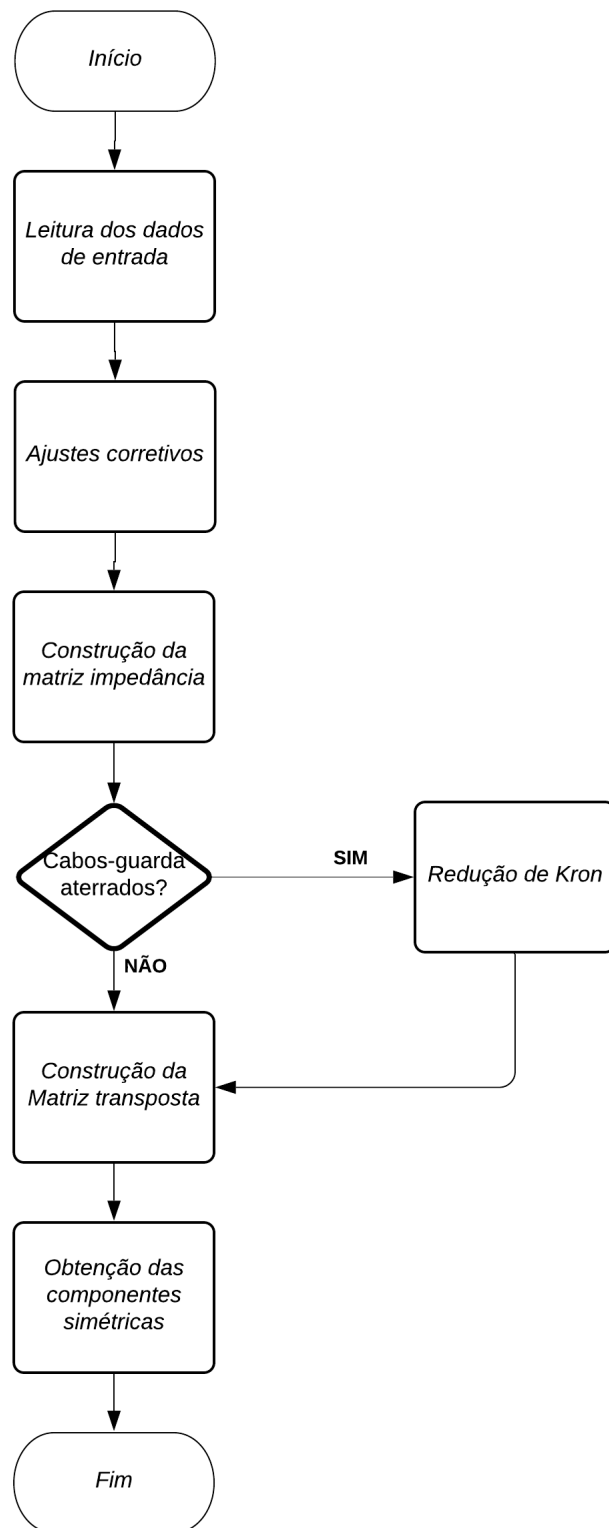 Início
Leitura dos dados
de entrada
Ajustes corretivos
Construção da
matriz impedância
Cabos-guarda
aterrados?
SIM
Redução de Kron
NÃO
Construção da
Matriz transposta
Obtenção das
componentes
simétricas
Fim